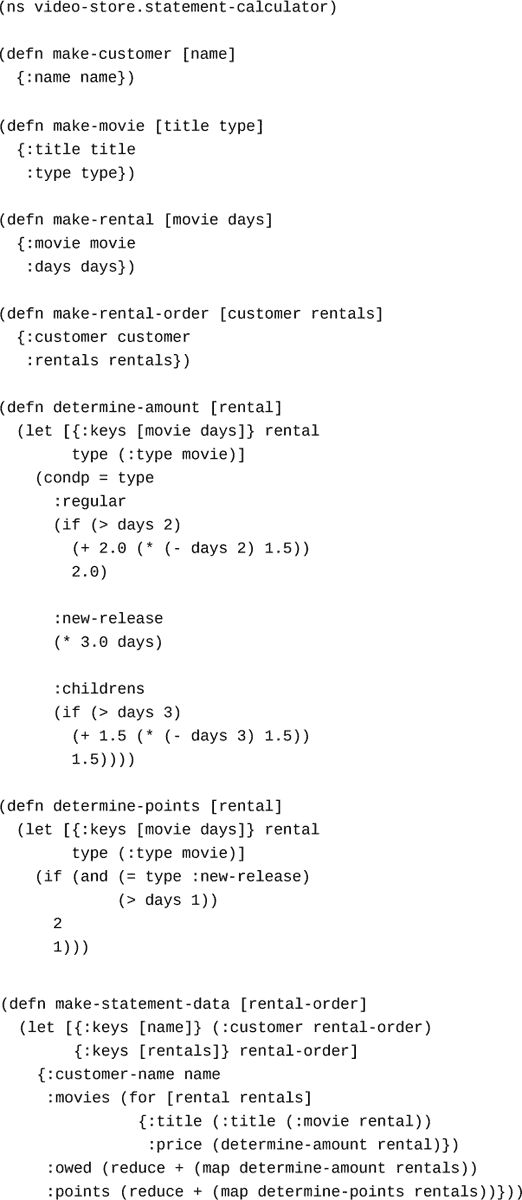 (ns video-store.statement-calculator)

(defn make-customer [name]
  {:name name})

(defn make-movie [title type]
  {:title title
   :type type})

(defn make-rental [movie days]
  {:movie movie
   :days days})

(defn make-rental-order [customer rentals]
  {:customer customer
   :rentals rentals})

(defn determine-amount [rental]
  (let [{:keys [movie days]} rental
        type (:type movie)]
    (condp = type
      :regular
      (if (> days 2)
        (+ 2.0 (* (- days 2) 1.5))
        2.0)

      :new-release
      (* 3.0 days)

      :childrens
      (if (> days 3)
        (+ 1.5 (* (- days 3) 1.5))
        1.5))))

(defn determine-points [rental]
  (let [{:keys [movie days]} rental
        type (:type movie)]
    (if (and (= type :new-release)
             (> days 1))
      2
      1)))

(defn make-statement-data [rental-order]
  (let [{:keys [name]} (:customer rental-order)
        {:keys [rentals]} rental-order]
    {:customer-name name
     :movies (for [rental rentals]
               {:title (:title (:movie rental))
                :price (determine-amount rental)})
     :owed (reduce + (map determine-amount rentals))
     :points (reduce + (map determine-points rentals))}))